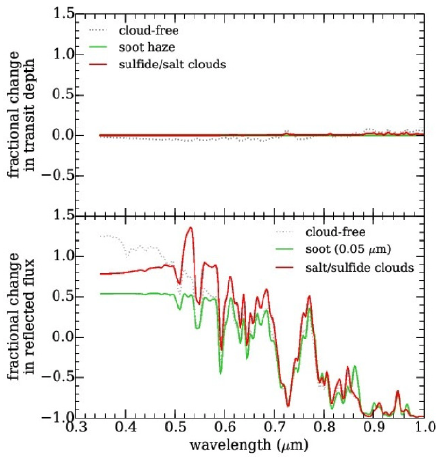 1.5
1.0
0.5
0.0
−0.5
fractional change
in transit depth
cloud-free
soot haze
sulfide/salt clouds
1.5
1.0
0.5
0.0
−0.5
−1.0
fractional change
in reflected flux
cloud-free
soot (0.05 μm)
salt/sulfide clouds
0.3 0.4 0.5 0.6 0.7 0.8 0.9 1.0
wavelength (μm)